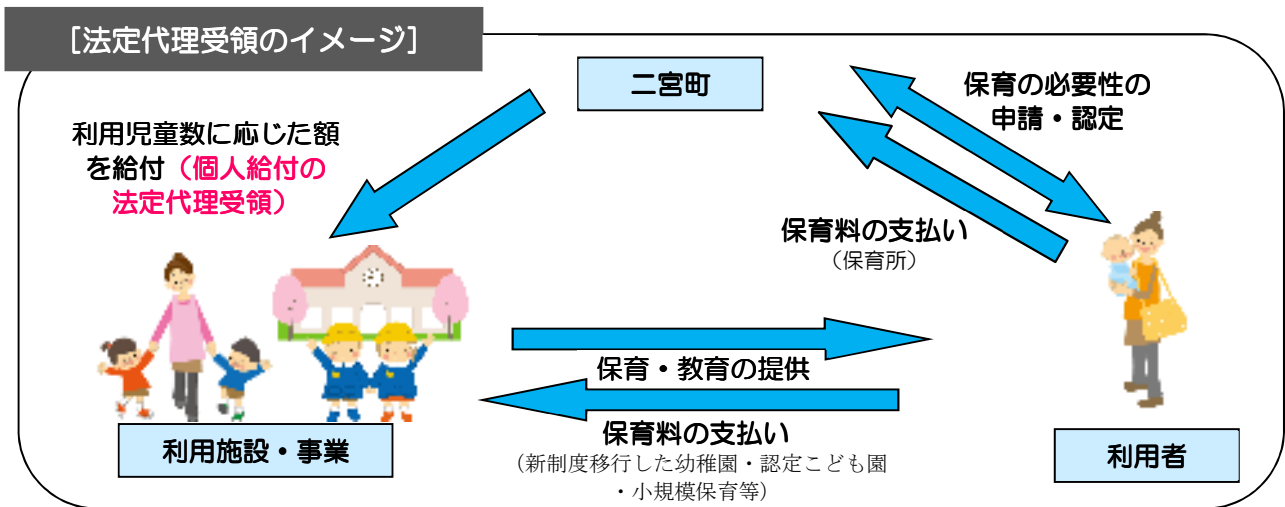 ［法定代理受領のイメージ］
二宮町
保育の必要性の
申請・認定
利用児童数に応じた額
を給付（個人給付の
法定代理受領）
保育料の支払い
（保育所）
保育・教育の提供
保育料の支払い
（新制度移行した幼稚園・認定こども園
・小規模保育等）
利用施設・事業
利用者